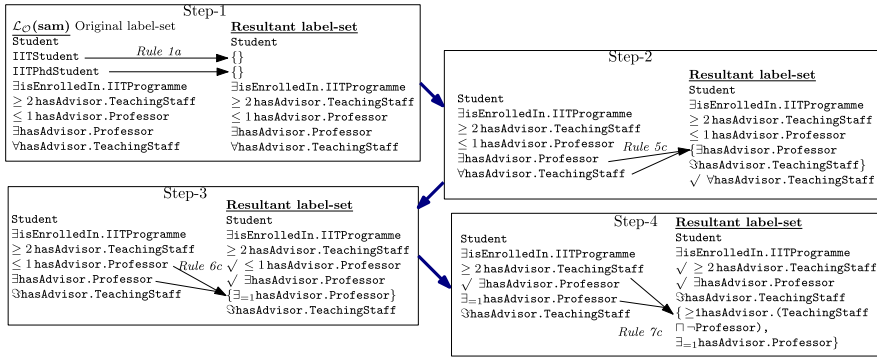 Step-1
ℒ_𝒪(sam) Original label-set
Student
IITStudent
IITPhdStudent
∃isEnrolledIn.IITProgramme
≥ 2 hasAdvisor.TeachingStaff
≤ 1 hasAdvisor.Professor
∃hasAdvisor.Professor
∀hasAdvisor.TeachingStaff
Rule 1a
Resultant label-set
Student
{}
{}
∃isEnrolledIn.IITProgramme
≥ 2 hasAdvisor.TeachingStaff
≤ 1 hasAdvisor.Professor
∃hasAdvisor.Professor
∀hasAdvisor.TeachingStaff
Step-2
Student
∃isEnrolledIn.IITProgramme
≥ 2 hasAdvisor.TeachingStaff
≤ 1 hasAdvisor.Professor
∃hasAdvisor.Professor
∀hasAdvisor.TeachingStaff
Rule 5c
Resultant label-set
Student
∃isEnrolledIn.IITProgramme
≥ 2 hasAdvisor.TeachingStaff
≤ 1 hasAdvisor.Professor
{∃hasAdvisor.Professor
ℑhasAdvisor.TeachingStaff}
√ ∀hasAdvisor.TeachingStaff
Step-3
Student
∃isEnrolledIn.IITProgramme
≥ 2 hasAdvisor.TeachingStaff
≤ 1 hasAdvisor.Professor
∃hasAdvisor.Professor
ℑhasAdvisor.TeachingStaff
Rule 6c
Resultant label-set
Student
∃isEnrolledIn.IITProgramme
≥ 2 hasAdvisor.TeachingStaff
√ ≤ 1 hasAdvisor.Professor
√ ∃hasAdvisor.Professor
{∃=1hasAdvisor.Professor}
ℑhasAdvisor.TeachingStaff
Step-4
Student
∃isEnrolledIn.IITProgramme
≥ 2 hasAdvisor.TeachingStaff
√ ∃hasAdvisor.Professor
∃=1hasAdvisor.Professor
ℑhasAdvisor.TeachingStaff
Rule 7c
Resultant label-set
Student
∃isEnrolledIn.IITProgramme
√ ≥ 2 hasAdvisor.TeachingStaff
√ ∃hasAdvisor.Professor
ℑhasAdvisor.TeachingStaff
{ ≥1hasAdvisor.(TeachingStaff
⊓ ¬Professor),
∃=1hasAdvisor.Professor}